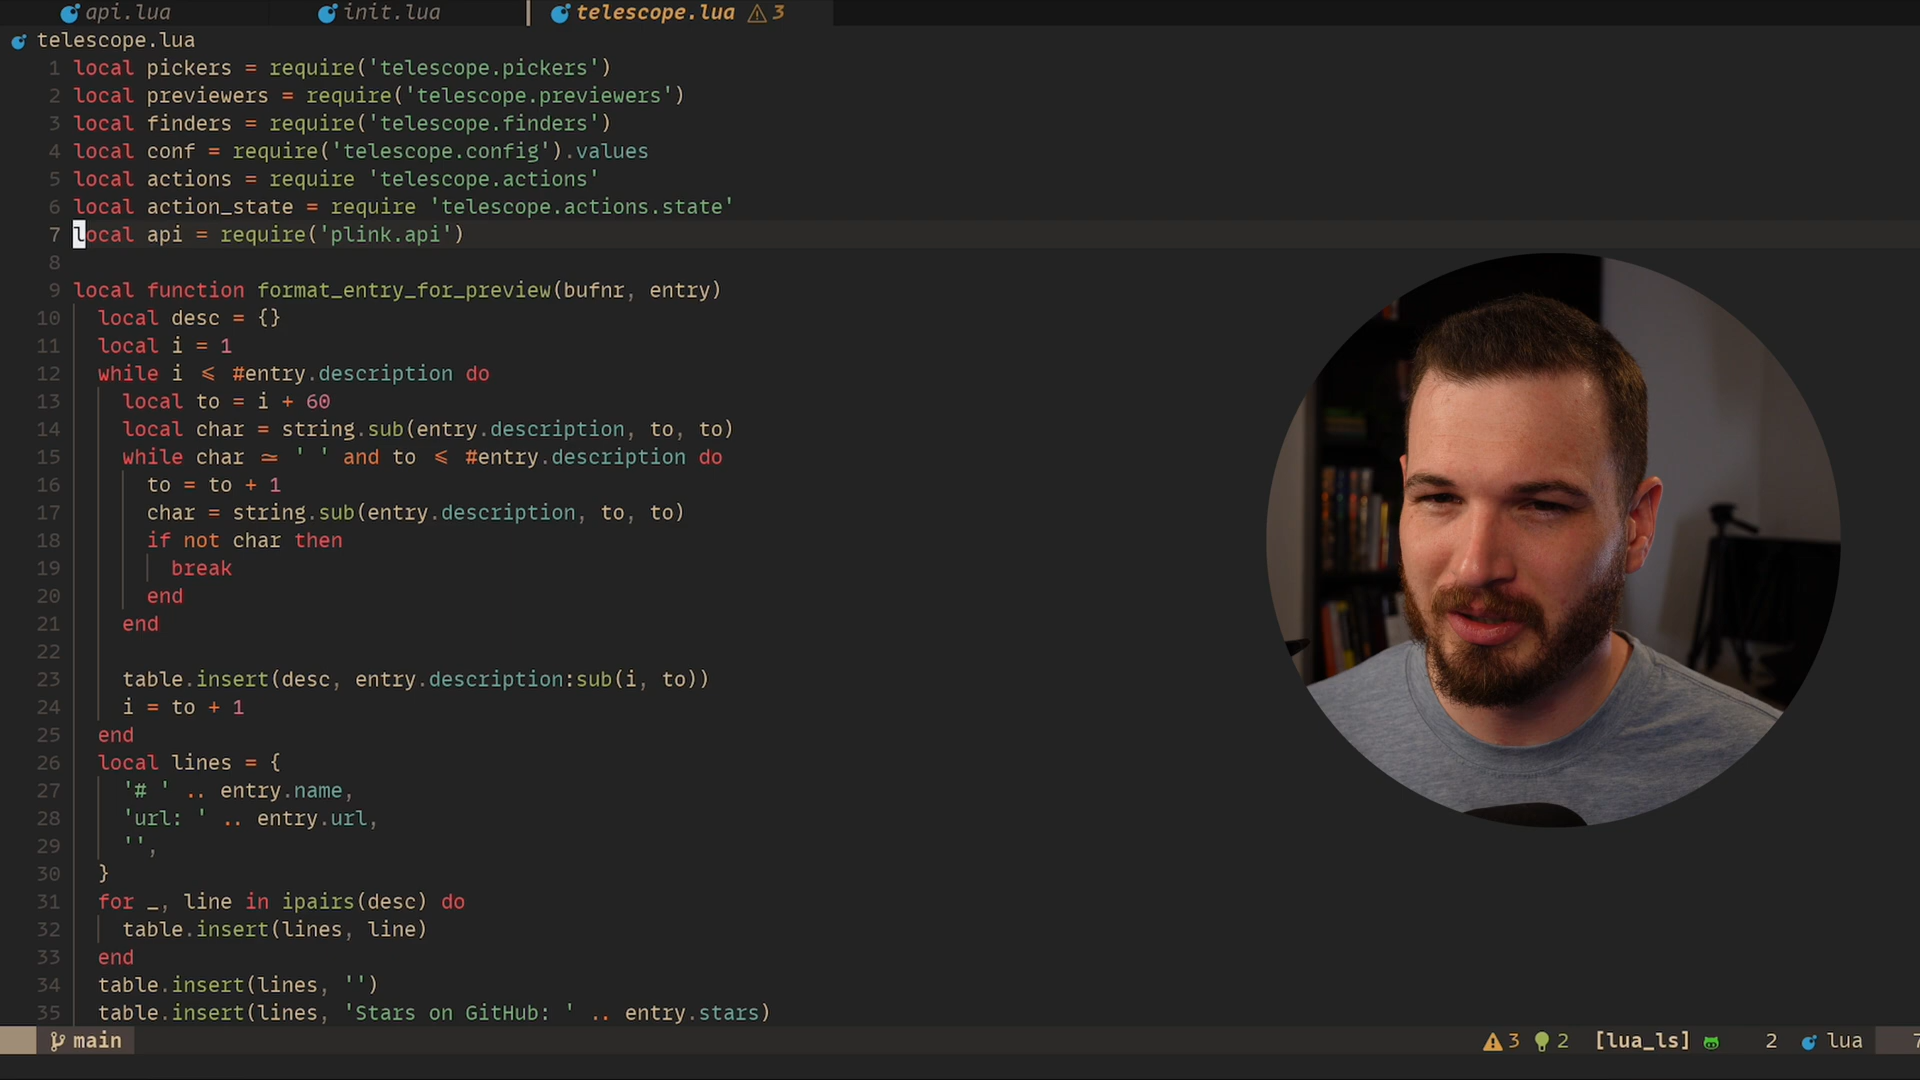 api.lua init.lua telescope.lua ⚠ 3
telescope.lua
1 local pickers = require('telescope.pickers')
2 local previewers = require('telescope.previewers')
3 local finders = require('telescope.finders')
4 local conf = require('telescope.config').values
5 local actions = require 'telescope.actions'
6 local action_state = require 'telescope.actions.state'
7 local api = require('plink.api')
8
9 local function format_entry_for_preview(bufnr, entry)
10 local desc = {}
11 local i = 1
12 while i <= #entry.description do
13 local to = i + 60
14 local char = string.sub(entry.description, to, to)
15 while char ~= ' ' and to <= #entry.description do
16 to = to + 1
17 char = string.sub(entry.description, to, to)
18 if not char then
19 break
20 end
21 end
22
23 table.insert(desc, entry.description:sub(i, to))
24 i = to + 1
25 end
26 local lines = {
27 '# ' .. entry.name,
28 'url: ' .. entry.url,
29 '',
30 }
31 for _, line in ipairs(desc) do
32 table.insert(lines, line)
33 end
34 table.insert(lines, '')
35 table.insert(lines, 'Stars on GitHub: ' .. entry.stars)
main ⚠ 3 2 [lua_ls] 2 lua 7